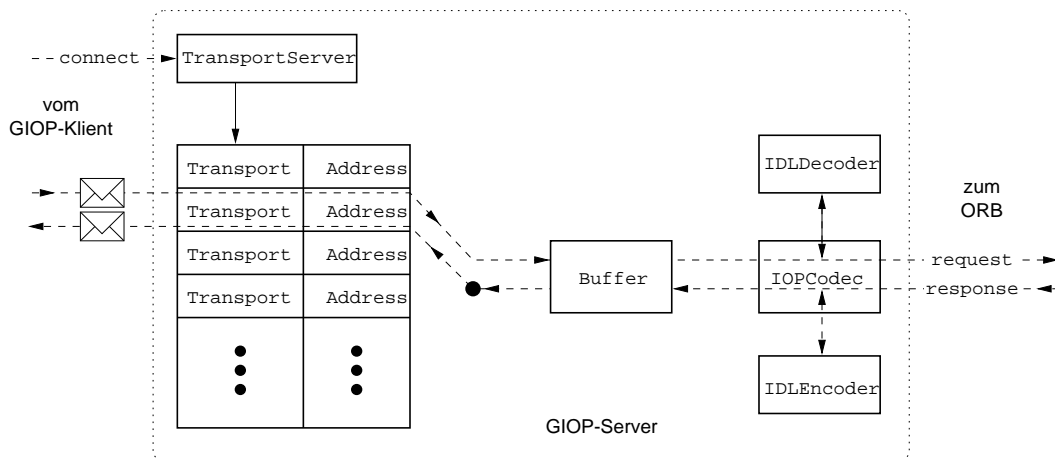 connect
TransportServer
vom
GIOP-Klient
Transport Address
Transport Address
Transport Address
Transport Address
Buffer
IDLDecoder
IOPCodec
IDLEncoder
zum
ORB
request
response
GIOP-Server